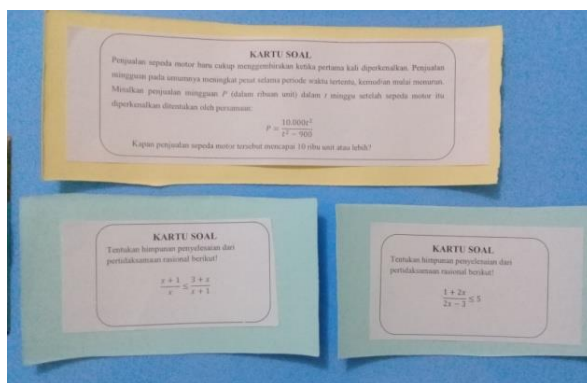 KARTU SOAL
Penjualan sepeda motor baru cukup menggembirakan ketika pertama kali diperkenalkan. Penjualan
mingguan pada umumnya meningkat pesat selama periode waktu tertentu, kemudian mulai menurun.
Misalkan penjualan mingguan P (dalam ribuan unit) dalam t minggu setelah sepeda motor itu
diperkenalkan ditentukan oleh persamaan:
P = 10.000t² / t² − 900
Kapan penjualan sepeda motor tersebut mencapai 10 ribu unit atau lebih?
KARTU SOAL
Tentukan himpunan penyelesaian dari
pertidaksamaan rasional berikut!
x + 1 / x ≤ 3 + x / x + 1
KARTU SOAL
Tentukan himpunan penyelesaian dari
pertidaksamaan rasional berikut!
1 + 2x / 2x − 3 ≤ 5